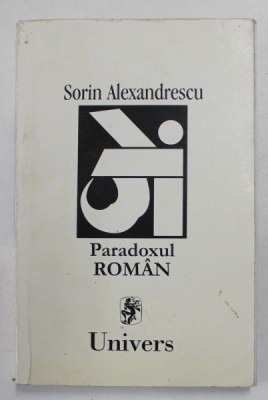 Sorin Alexandrescu
Paradoxul
ROMÂN
Univers